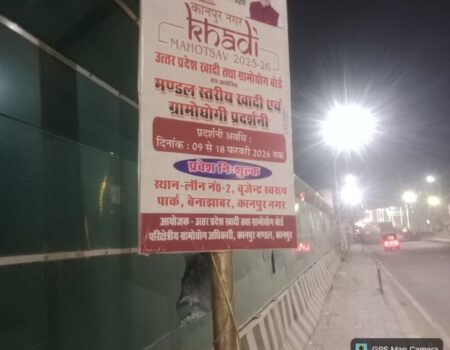 कानपुर नगर
khadi
MAHOTSAV 2025-26
उत्तर प्रदेश खादी तथा ग्रामोद्योग बोर्ड
मण्डल स्तरीय खादी एवं
ग्रामोद्योगी प्रदर्शनी
प्रदर्शनी अवधि :
दिनांक : 09 से 18 फरवरी 2026 तक
प्रवेश निःशुल्क
स्थान-लॉन नं0-2, बृजेन्द्र स्वरूप
पार्क, बेनाझाबर, कानपुर नगर
आयोजक - उत्तर प्रदेश खादी तथा ग्रामोद्योग बोर्ड
परिक्षेत्रीय ग्रामोद्योग अधिकारी, कानपुर मण्डल, कानपुर
GPS Map Camera